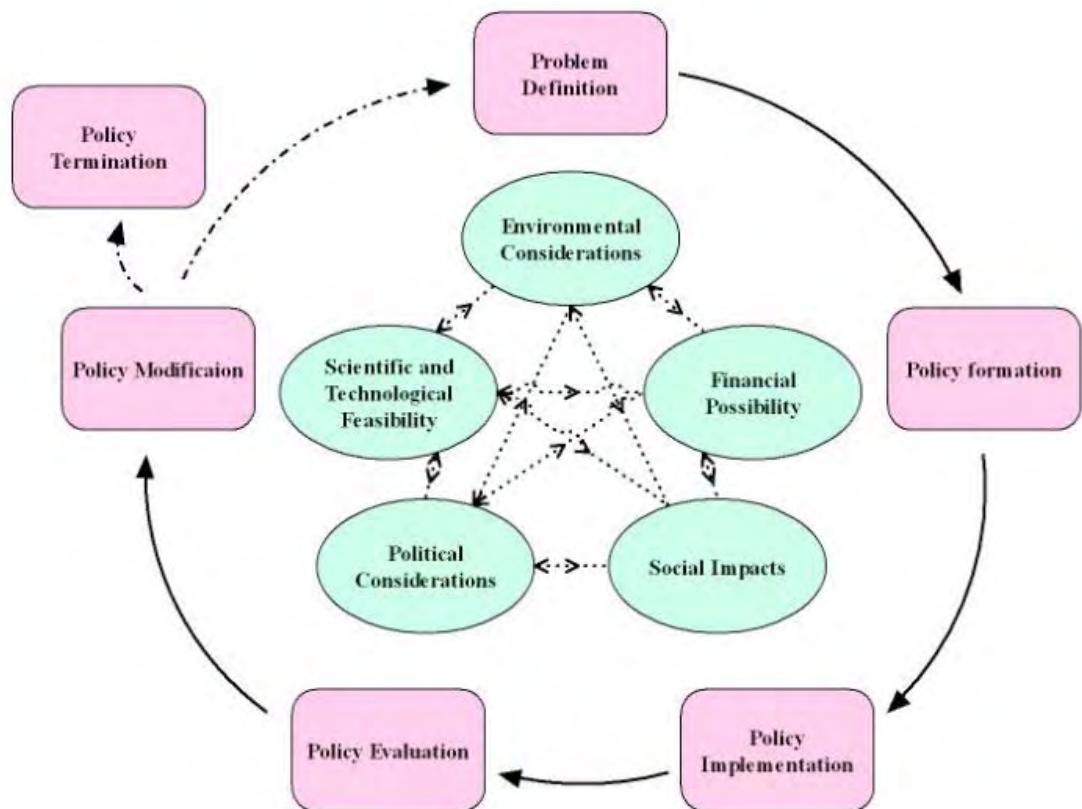 Problem
Definition
Policy
Termination
Environmental
Considerations
Policy Modificaion
Scientific and
Technological
Feasibility
Financial
Possibility
Policy formation
Political
Considerations
Social Impacts
Policy Evaluation
Policy
Implementation